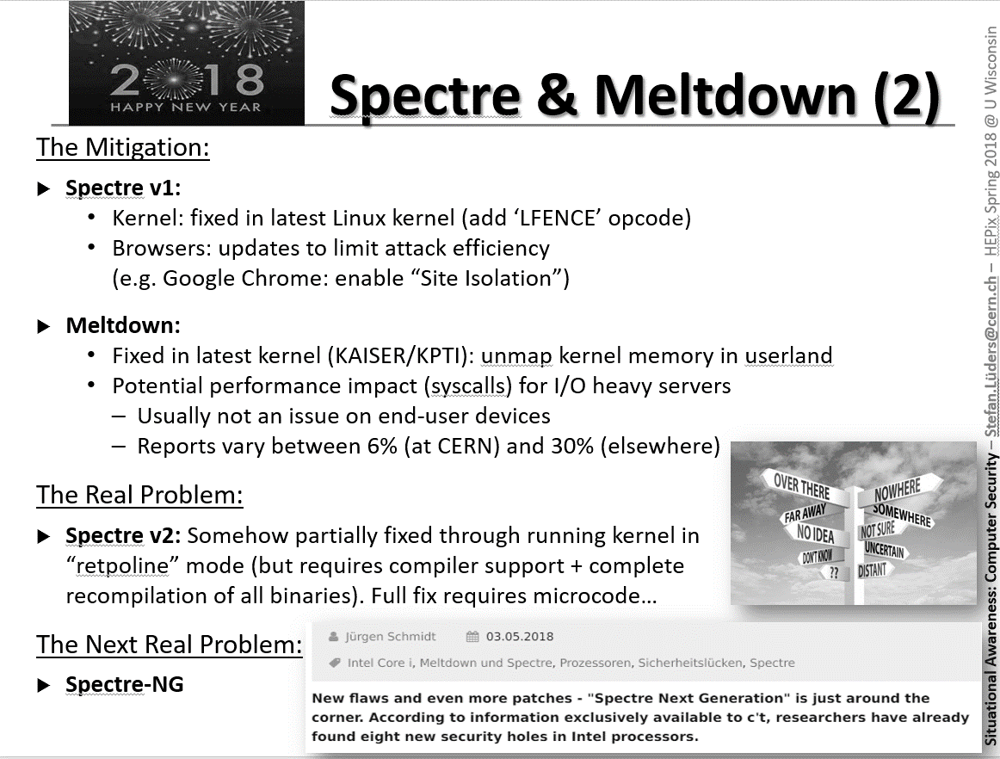 2018
HAPPY NEW YEAR
Spectre & Meltdown (2)
The Mitigation:
Spectre v1:
• Kernel: fixed in latest Linux kernel (add ‘LFENCE’ opcode)
• Browsers: updates to limit attack efficiency
(e.g. Google Chrome: enable “Site Isolation”)
Meltdown:
• Fixed in latest kernel (KAISER/KPTI): unmap kernel memory in userland
• Potential performance impact (syscalls) for I/O heavy servers
– Usually not an issue on end-user devices
– Reports vary between 6% (at CERN) and 30% (elsewhere)
The Real Problem:
Spectre v2: Somehow partially fixed through running kernel in
“retpoline” mode (but requires compiler support + complete
recompilation of all binaries). Full fix requires microcode…
OVER THERE
NOWHERE
FAR AWAY
SOMEWHERE
NO IDEA
NOT SURE
DON'T KNOW
UNCERTAIN
??
DISTANT
The Next Real Problem:
Spectre-NG
Jürgen Schmidt 03.05.2018
Intel Core i, Meltdown und Spectre, Prozessoren, Sicherheitslücken, Spectre
New flaws and even more patches - "Spectre Next Generation" is just around the
corner. According to information exclusively available to c't, researchers have already
found eight new security holes in Intel processors.
Situational Awareness: Computer Security – Stefan.Lüders@cern.ch – HEPix Spring 2018 @ U Wisconsin